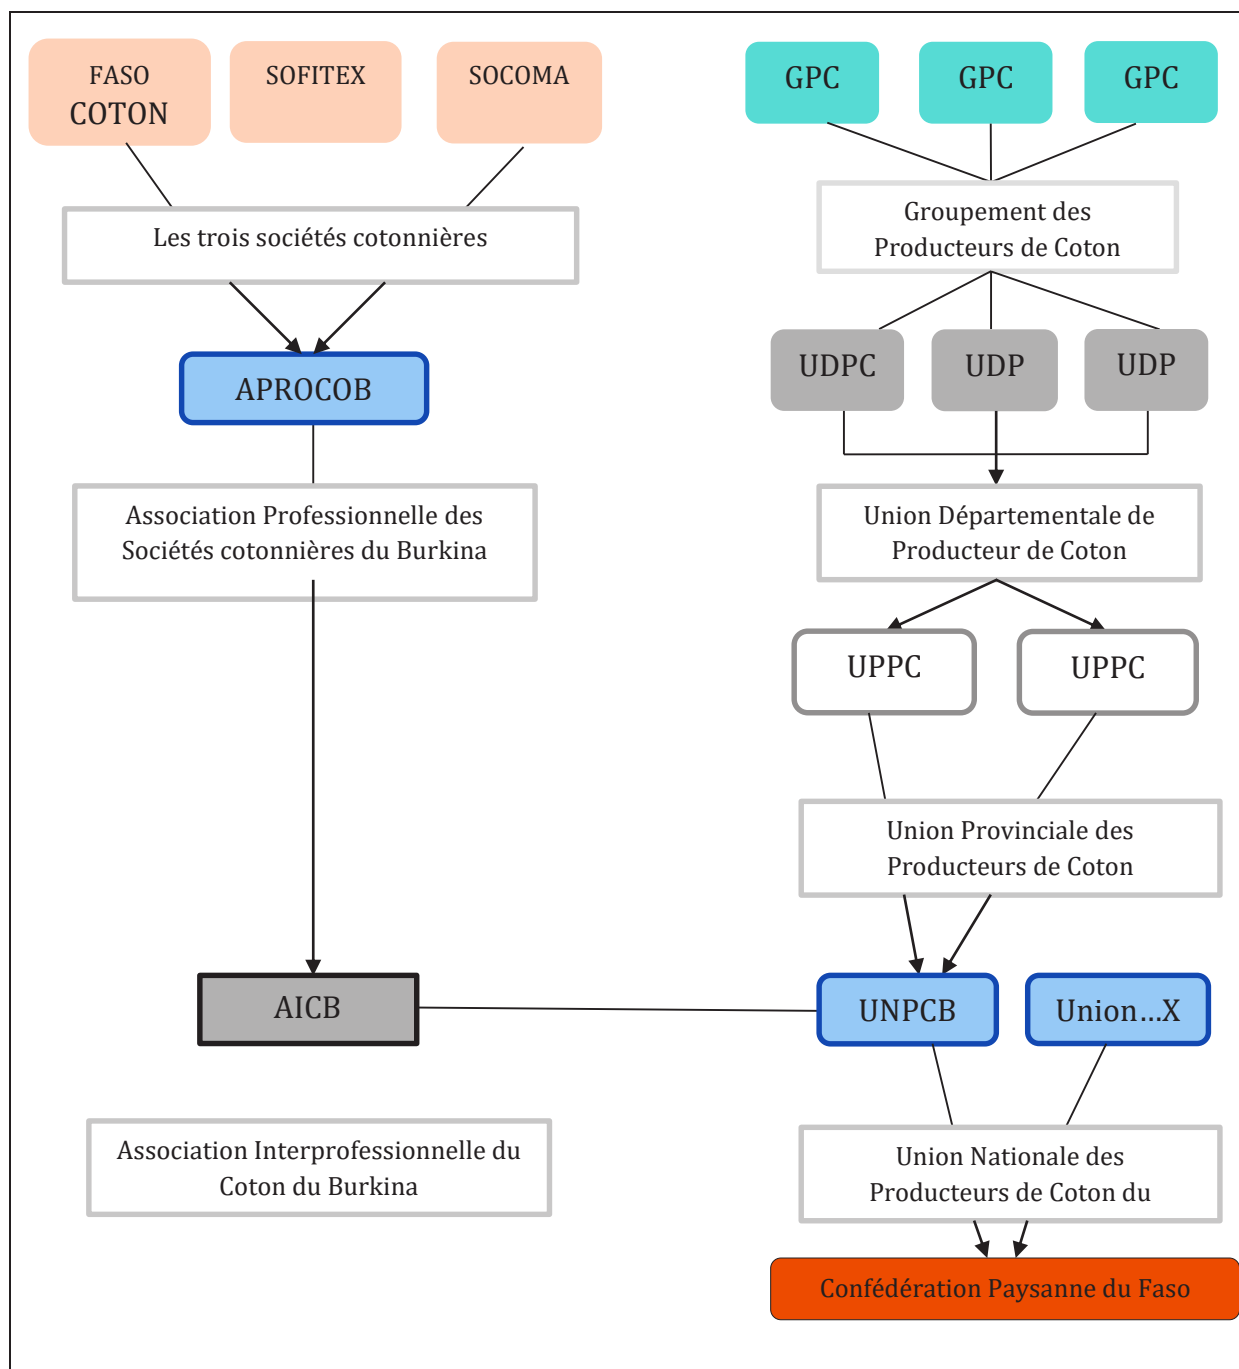 FASO
COTON
SOFITEX
SOCOMA
GPC
GPC
GPC
Les trois sociétés cotonnières
Groupement des
Producteurs de Coton
APROCOB
UDPC
UDP
UDP
Association Professionnelle des
Sociétés cotonnières du Burkina
Union Départementale de
Producteur de Coton
UPPC
UPPC
Union Provinciale des
Producteurs de Coton
AICB
UNPCB
Union...X
Association Interprofessionnelle du
Coton du Burkina
Union Nationale des
Producteurs de Coton du
Confédération Paysanne du Faso